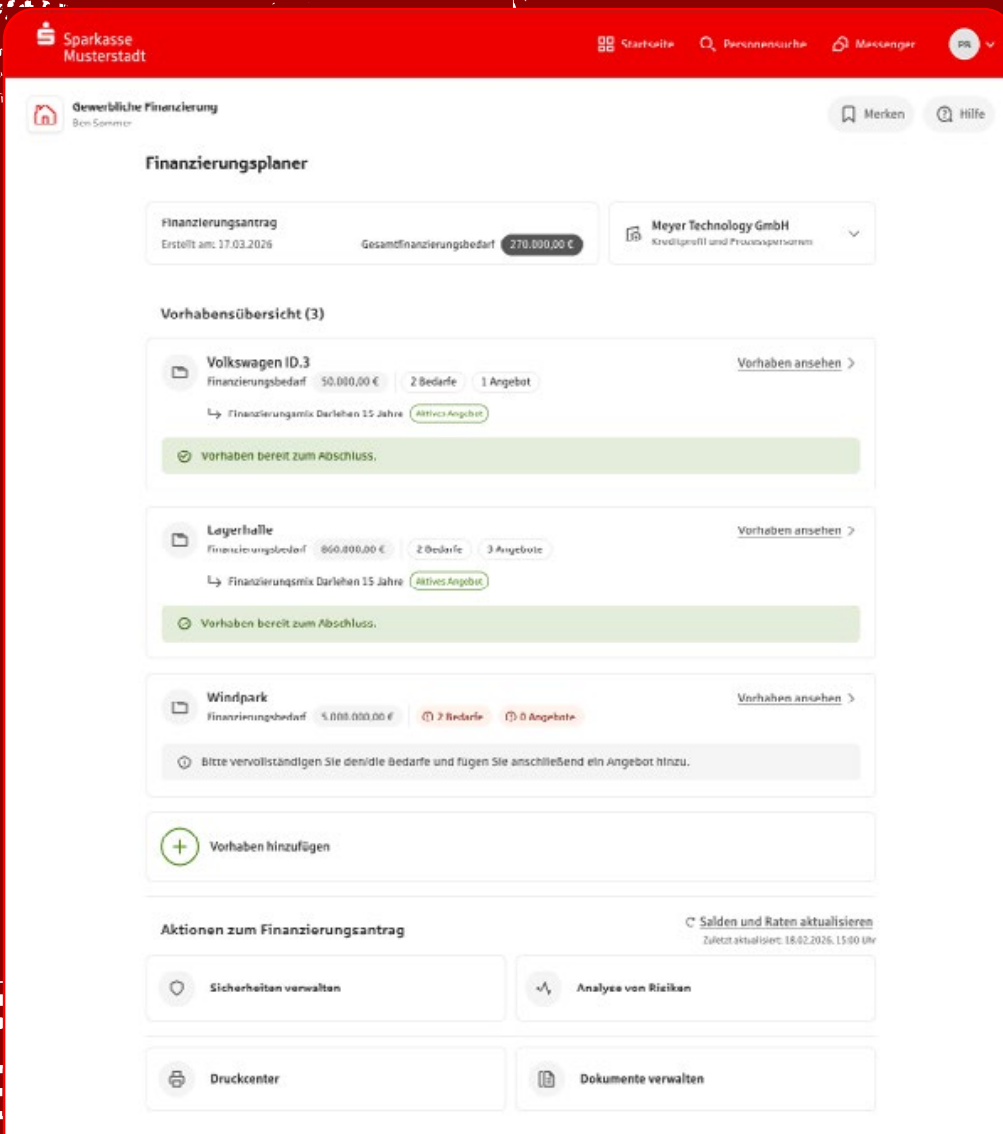 Sparkasse
Musterstadt
Startseite
Personensuche
Messenger
PR
Gewerbliche Finanzierung
Ben Sommer
Merken
Hilfe
Finanzierungsplaner
Finanzierungsantrag
Erstellt am: 17.03.2026
Gesamtfinanzierungsbedarf 270.000,00 €
Meyer Technology GmbH
Kreditprofil und Prozesspersonen
Vorhabensübersicht (3)
Volkswagen ID.3
Vorhaben ansehen
Finanzierungsbedarf 50.000,00 € 2 Bedarfe 1 Angebot
Finanzierungsmix Darlehen 15 Jahre Aktives Angebot
Vorhaben bereit zum Abschluss.
Lagerhalle
Vorhaben ansehen
Finanzierungsbedarf 860.000,00 € 2 Bedarfe 3 Angebote
Finanzierungsmix Darlehen 15 Jahre Aktives Angebot
Vorhaben bereit zum Abschluss.
Windpark
Vorhaben ansehen
Finanzierungsbedarf 5.000.000,00 € 2 Bedarfe 0 Angebote
Bitte vervollständigen Sie den/die Bedarfe und fügen Sie anschließend ein Angebot hinzu.
Vorhaben hinzufügen
Aktionen zum Finanzierungsantrag
Salden und Raten aktualisieren
Zuletzt aktualisiert: 18.02.2026, 15:00 Uhr
Sicherheiten verwalten
Analyse von Risiken
Druckcenter
Dokumente verwalten